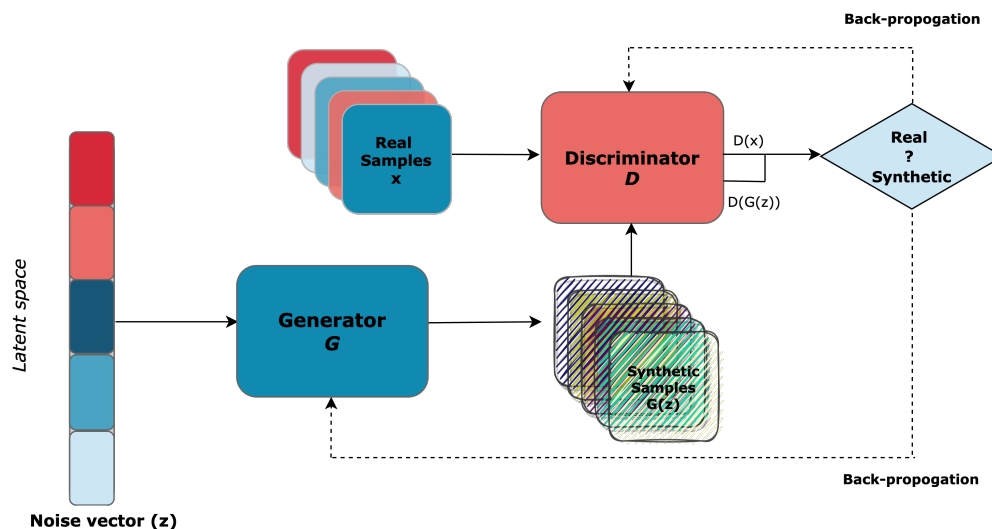 Back-propogation
Real
Samples
x
Discriminator
D
D(x)
D(G(z))
Real
?
Synthetic
Latent space
Generator
G
Synthetic
Samples
G(z)
Back-propogation
Noise vector (z)